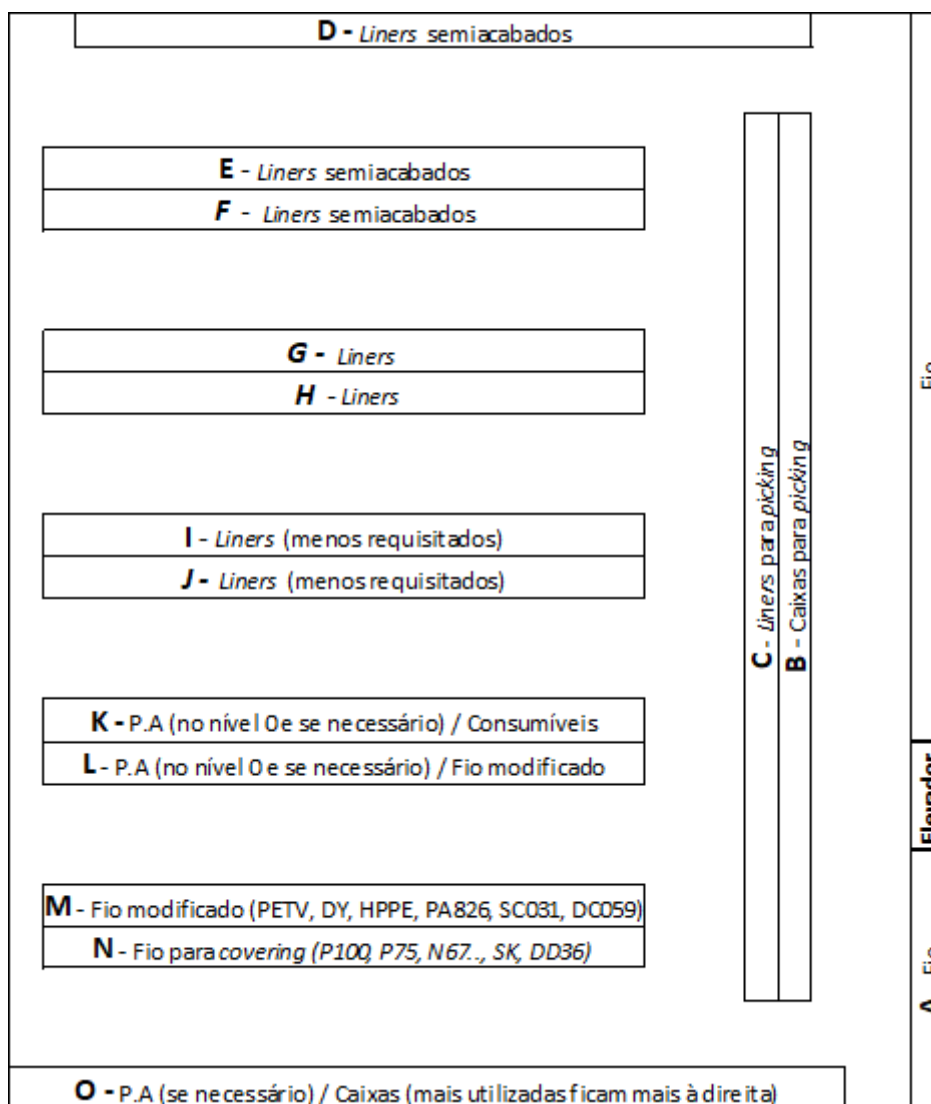 D - Liners semiacabados
E - Liners semiacabados
F - Liners semiacabados
G - Liners
H - Liners
I - Liners (menos requisitados)
J - Liners (menos requisitados)
K - P.A (no nível 0 e se necessário) / Consumíveis
L - P.A (no nível 0 e se necessário) / Fio modificado
M - Fio modificado (PETV, DY, HPPE, PA826, SC031, DC059)
N - Fio para covering (P100, P75, N67.., SK, DD36)
O - P.A (se necessário) / Caixas (mais utilizadas ficam mais à direita)
C - Liners para picking
B - Caixas para picking
Fio
Elevador
A - Fio